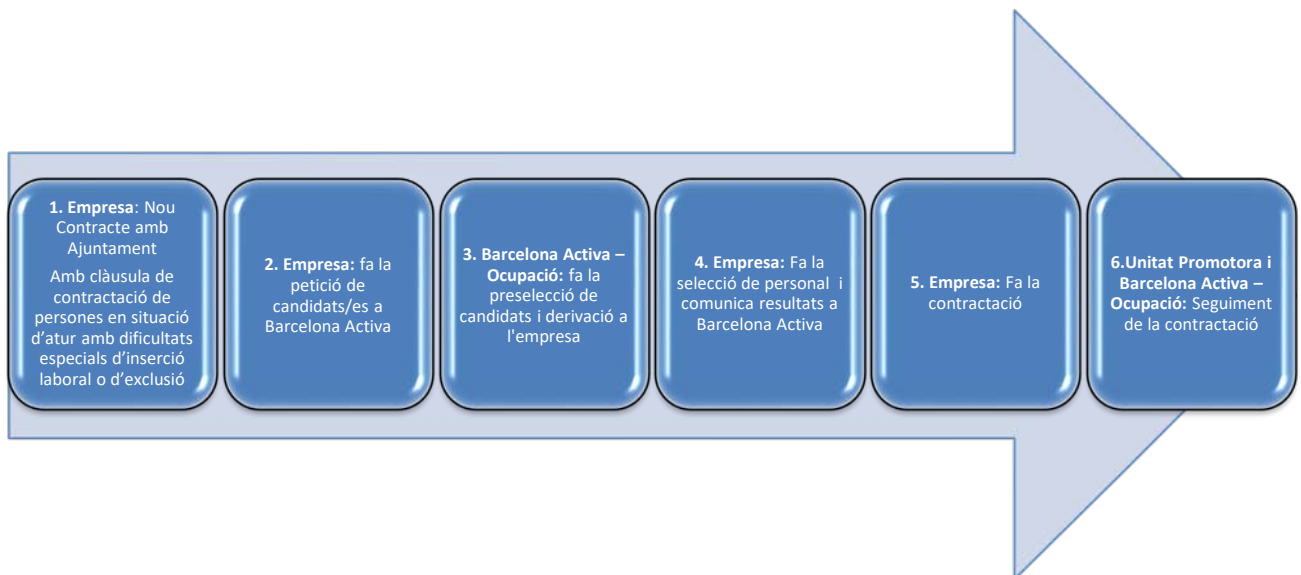 1. Empresa: Nou
Contracte amb
Ajuntament
Amb clàusula de
contractació de
persones en situació
d’atur amb dificultats
especials d’inserció
laboral o d’exclusió
2. Empresa: fa la
petició de
candidats/es a
Barcelona Activa
3. Barcelona Activa –
Ocupació: fa la
preselecció de
candidats i derivació a
l'empresa
4. Empresa: Fa la
selecció de personal i
comunica resultats a
Barcelona Activa
5. Empresa: Fa la
contractació
6.Unitat Promotora i
Barcelona Activa –
Ocupació: Seguiment
de la contractació